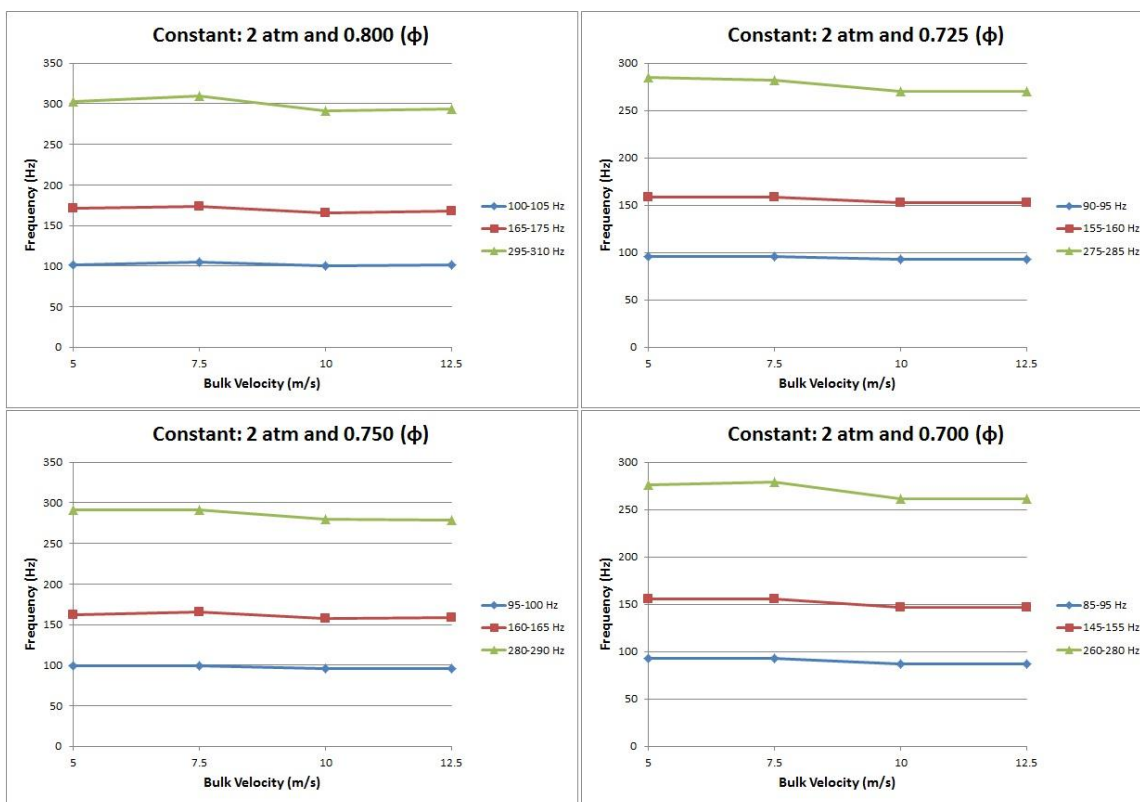 Constant: 2 atm and 0.800 (ϕ)
350
300
250
200
150
100
50
0
Frequency (Hz)
5 7.5 10 12.5
Bulk Velocity (m/s)
100-105 Hz
165-175 Hz
295-310 Hz
Constant: 2 atm and 0.725 (ϕ)
300
250
200
150
100
50
0
Frequency (Hz)
5 7.5 10 12.5
Bulk Velocity (m/s)
90-95 Hz
155-160 Hz
275-285 Hz
Constant: 2 atm and 0.750 (ϕ)
350
300
250
200
150
100
50
0
Frequency (Hz)
5 7.5 10 12.5
Bulk Velocity (m/s)
95-100 Hz
160-165 Hz
280-290 Hz
Constant: 2 atm and 0.700 (ϕ)
300
250
200
150
100
50
0
Frequency (Hz)
5 7.5 10 12.5
Bulk Velocity (m/s)
85-95 Hz
145-155 Hz
260-280 Hz